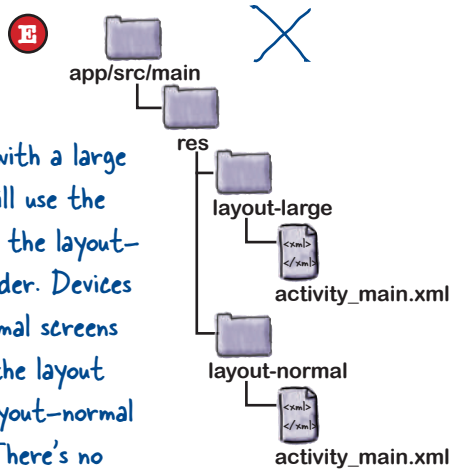 E
app/src/main
res
with a large
ll use the
the layout-
der. Devices
mal screens
the layout
yout-normal
There's no
layout-large
<xml>
</xml>
activity_main.xml
layout-normal
<xml>
</xml>
activity_main.xml